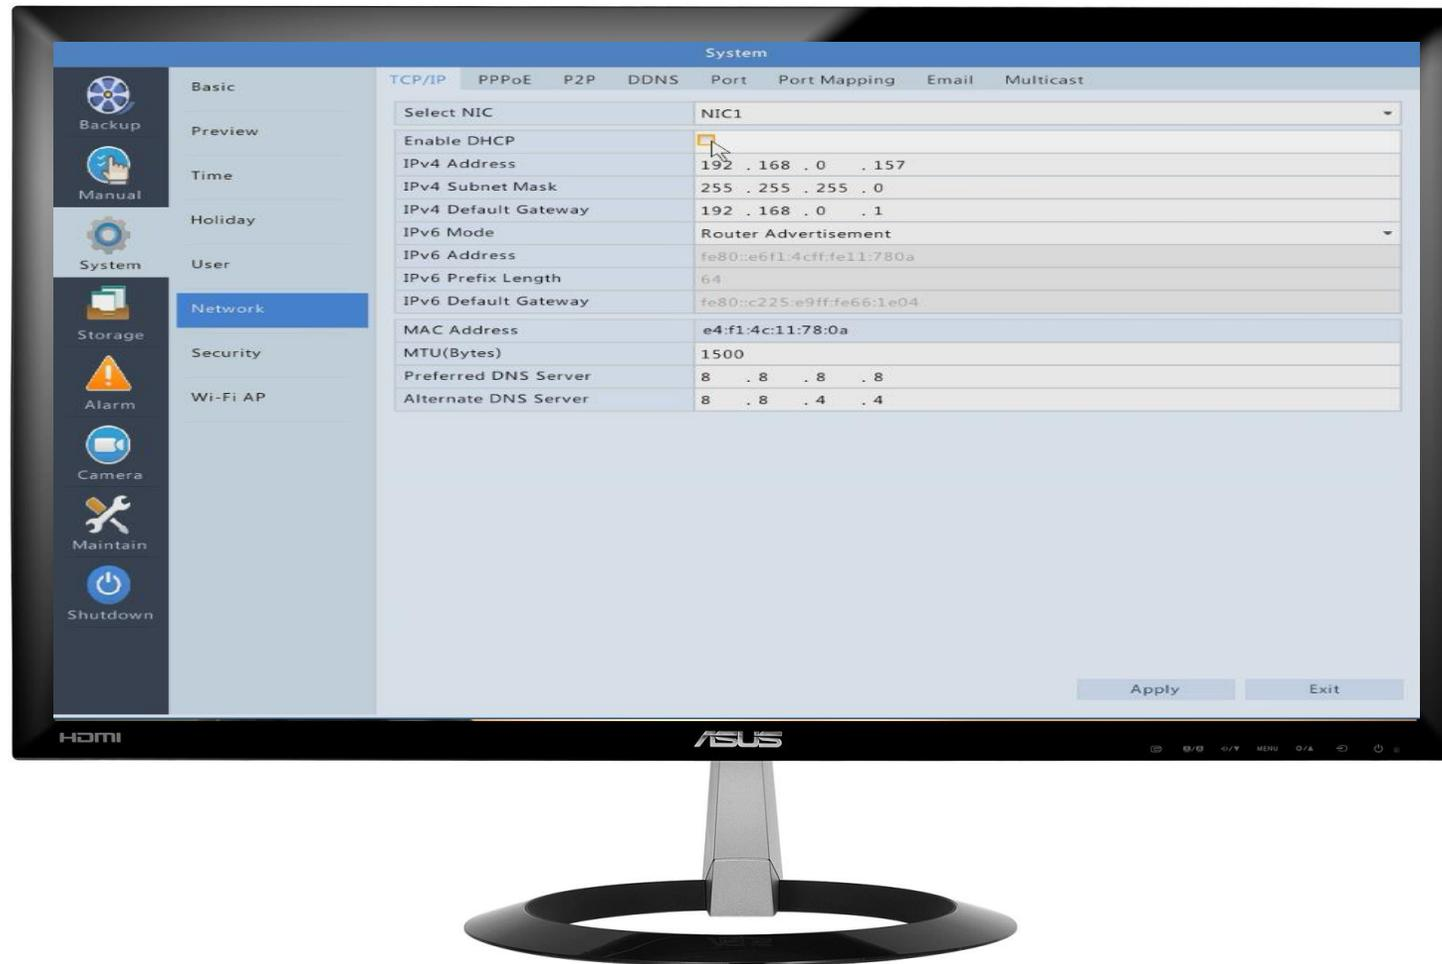 System
Backup
Manual
System
Storage
Alarm
Camera
Maintain
Shutdown
Basic
Preview
Time
Holiday
User
Network
Security
Wi-Fi AP
TCP/IP PPPoE P2P DDNS Port Port Mapping Email Multicast
Select NIC NIC1
Enable DHCP
IPv4 Address 192 . 168 . 0 . 157
IPv4 Subnet Mask 255 . 255 . 255 . 0
IPv4 Default Gateway 192 . 168 . 0 . 1
IPv6 Mode Router Advertisement
IPv6 Address fe80::e6f1:4cff:fe11:780a
IPv6 Prefix Length 64
IPv6 Default Gateway fe80::c225:e9ff:fe66:1e04
MAC Address e4:f1:4c:11:78:0a
MTU(Bytes) 1500
Preferred DNS Server 8 . 8 . 8 . 8
Alternate DNS Server 8 . 8 . 4 . 4
Apply Exit
HDMI ASUS MENU